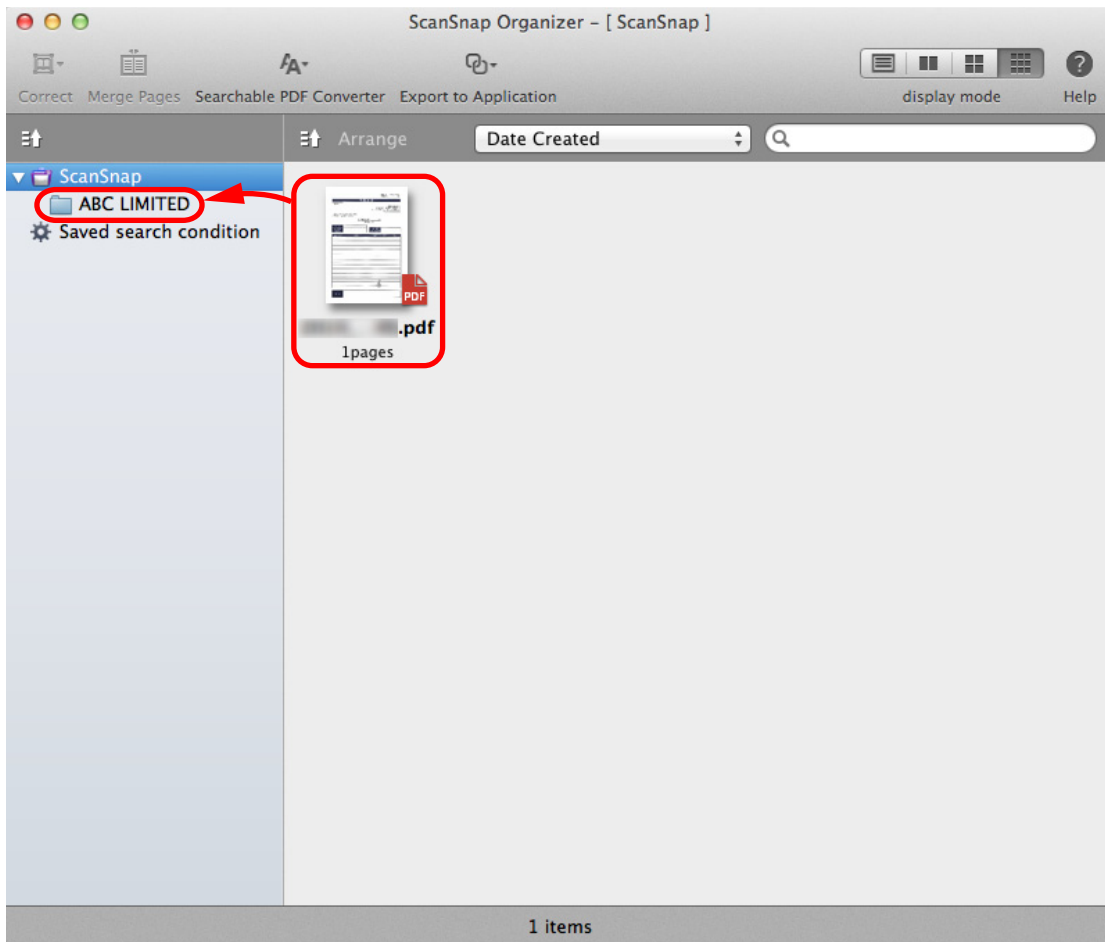 ScanSnap Organizer – [ ScanSnap ]
Correct Merge Pages Searchable PDF Converter Export to Application display mode Help
Arrange Date Created
ScanSnap
ABC LIMITED
Saved search condition
PDF
.pdf
1pages
1 items